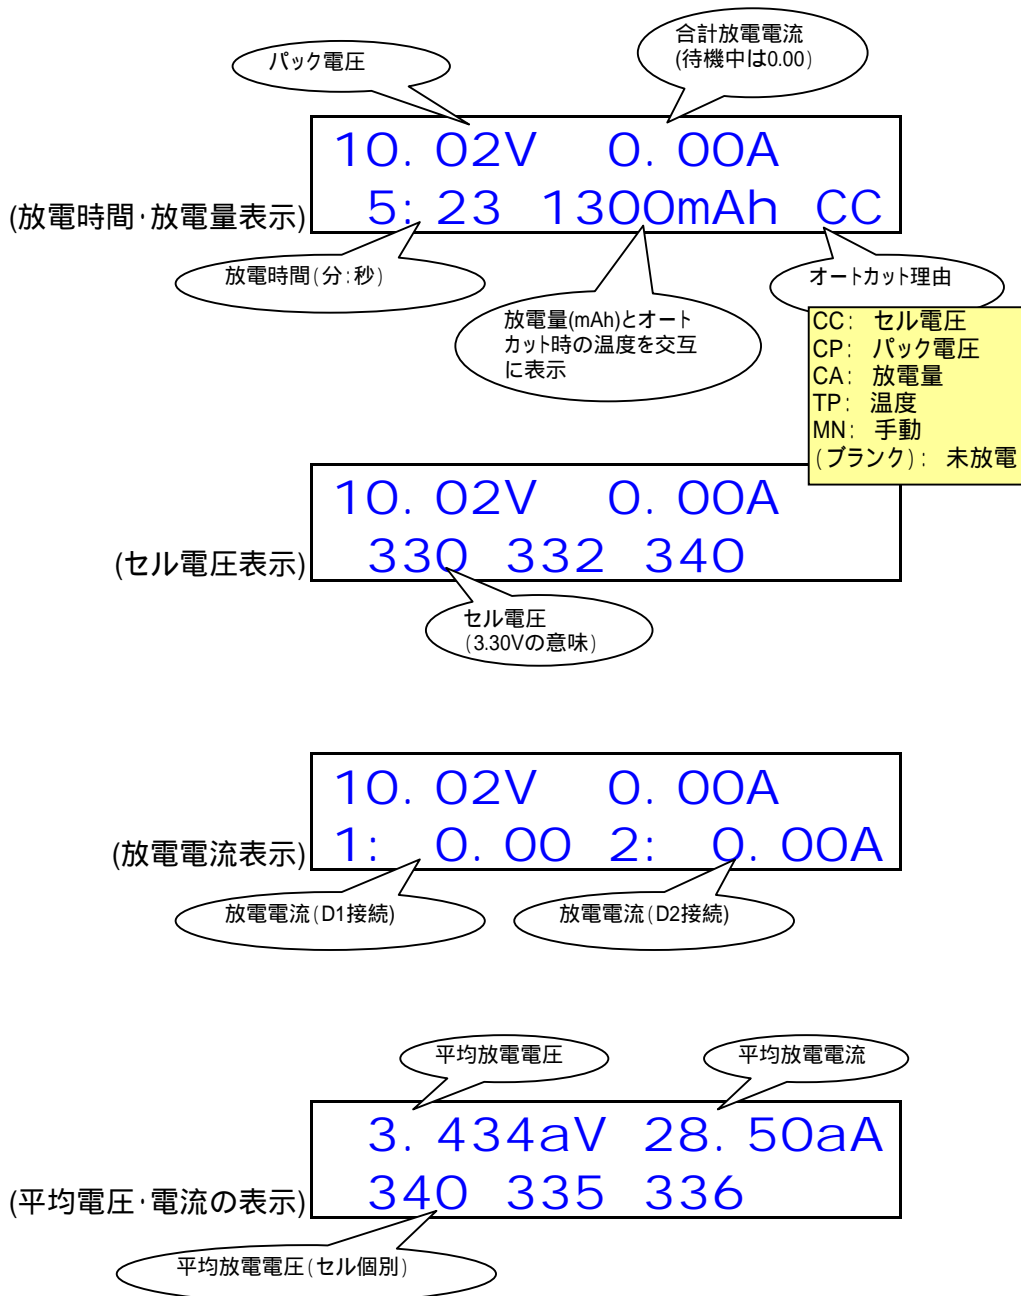 パック電圧
合計放電電流
(待機中は0.00)
10.02V 0.00A
(放電時間・放電量表示)
5:23 1300mAh CC
放電時間(分:秒)
オートカット理由
放電量(mAh)とオート
カット時の温度を交互
に表示
CC: セル電圧
CP: パック電圧
CA: 放電量
TP: 温度
MN: 手動
(ブランク): 未放電
10.02V 0.00A
(セル電圧表示)
330 332 340
セル電圧
(3.30Vの意味)
10.02V 0.00A
(放電電流表示)
1: 0.00 2: 0.00A
放電電流(D1接続)
放電電流(D2接続)
平均放電電圧
平均放電電流
3.434aV 28.50aA
(平均電圧・電流の表示)
340 335 336
平均放電電圧(セル個別)